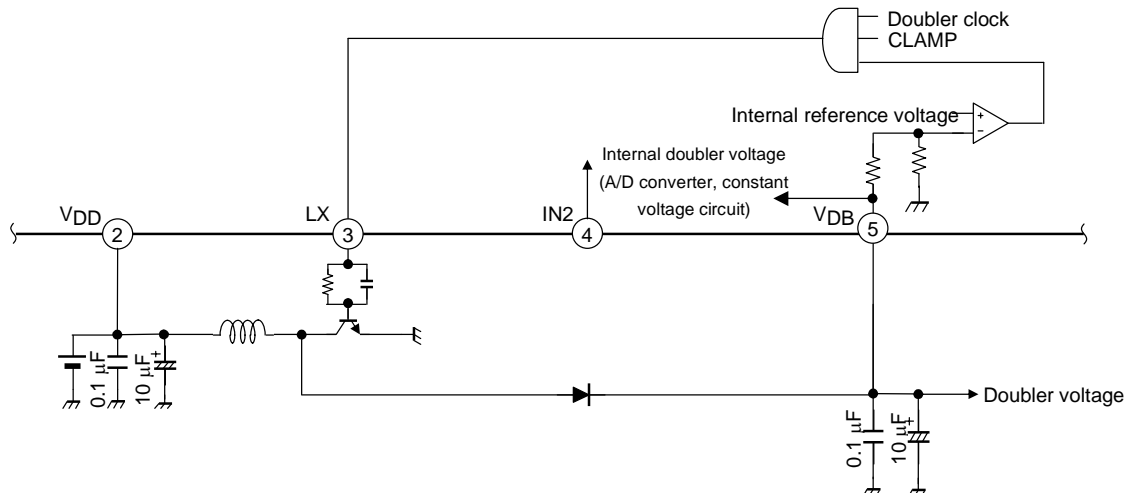 Doubler clock
CLAMP
Internal reference voltage
+
−
Internal doubler voltage
(A/D converter, constant
voltage circuit)
VDD
LX
IN2
VDB
2
3
4
5
0.1 µF
10 µF
+
Doubler voltage
0.1 µF
10 µF
+